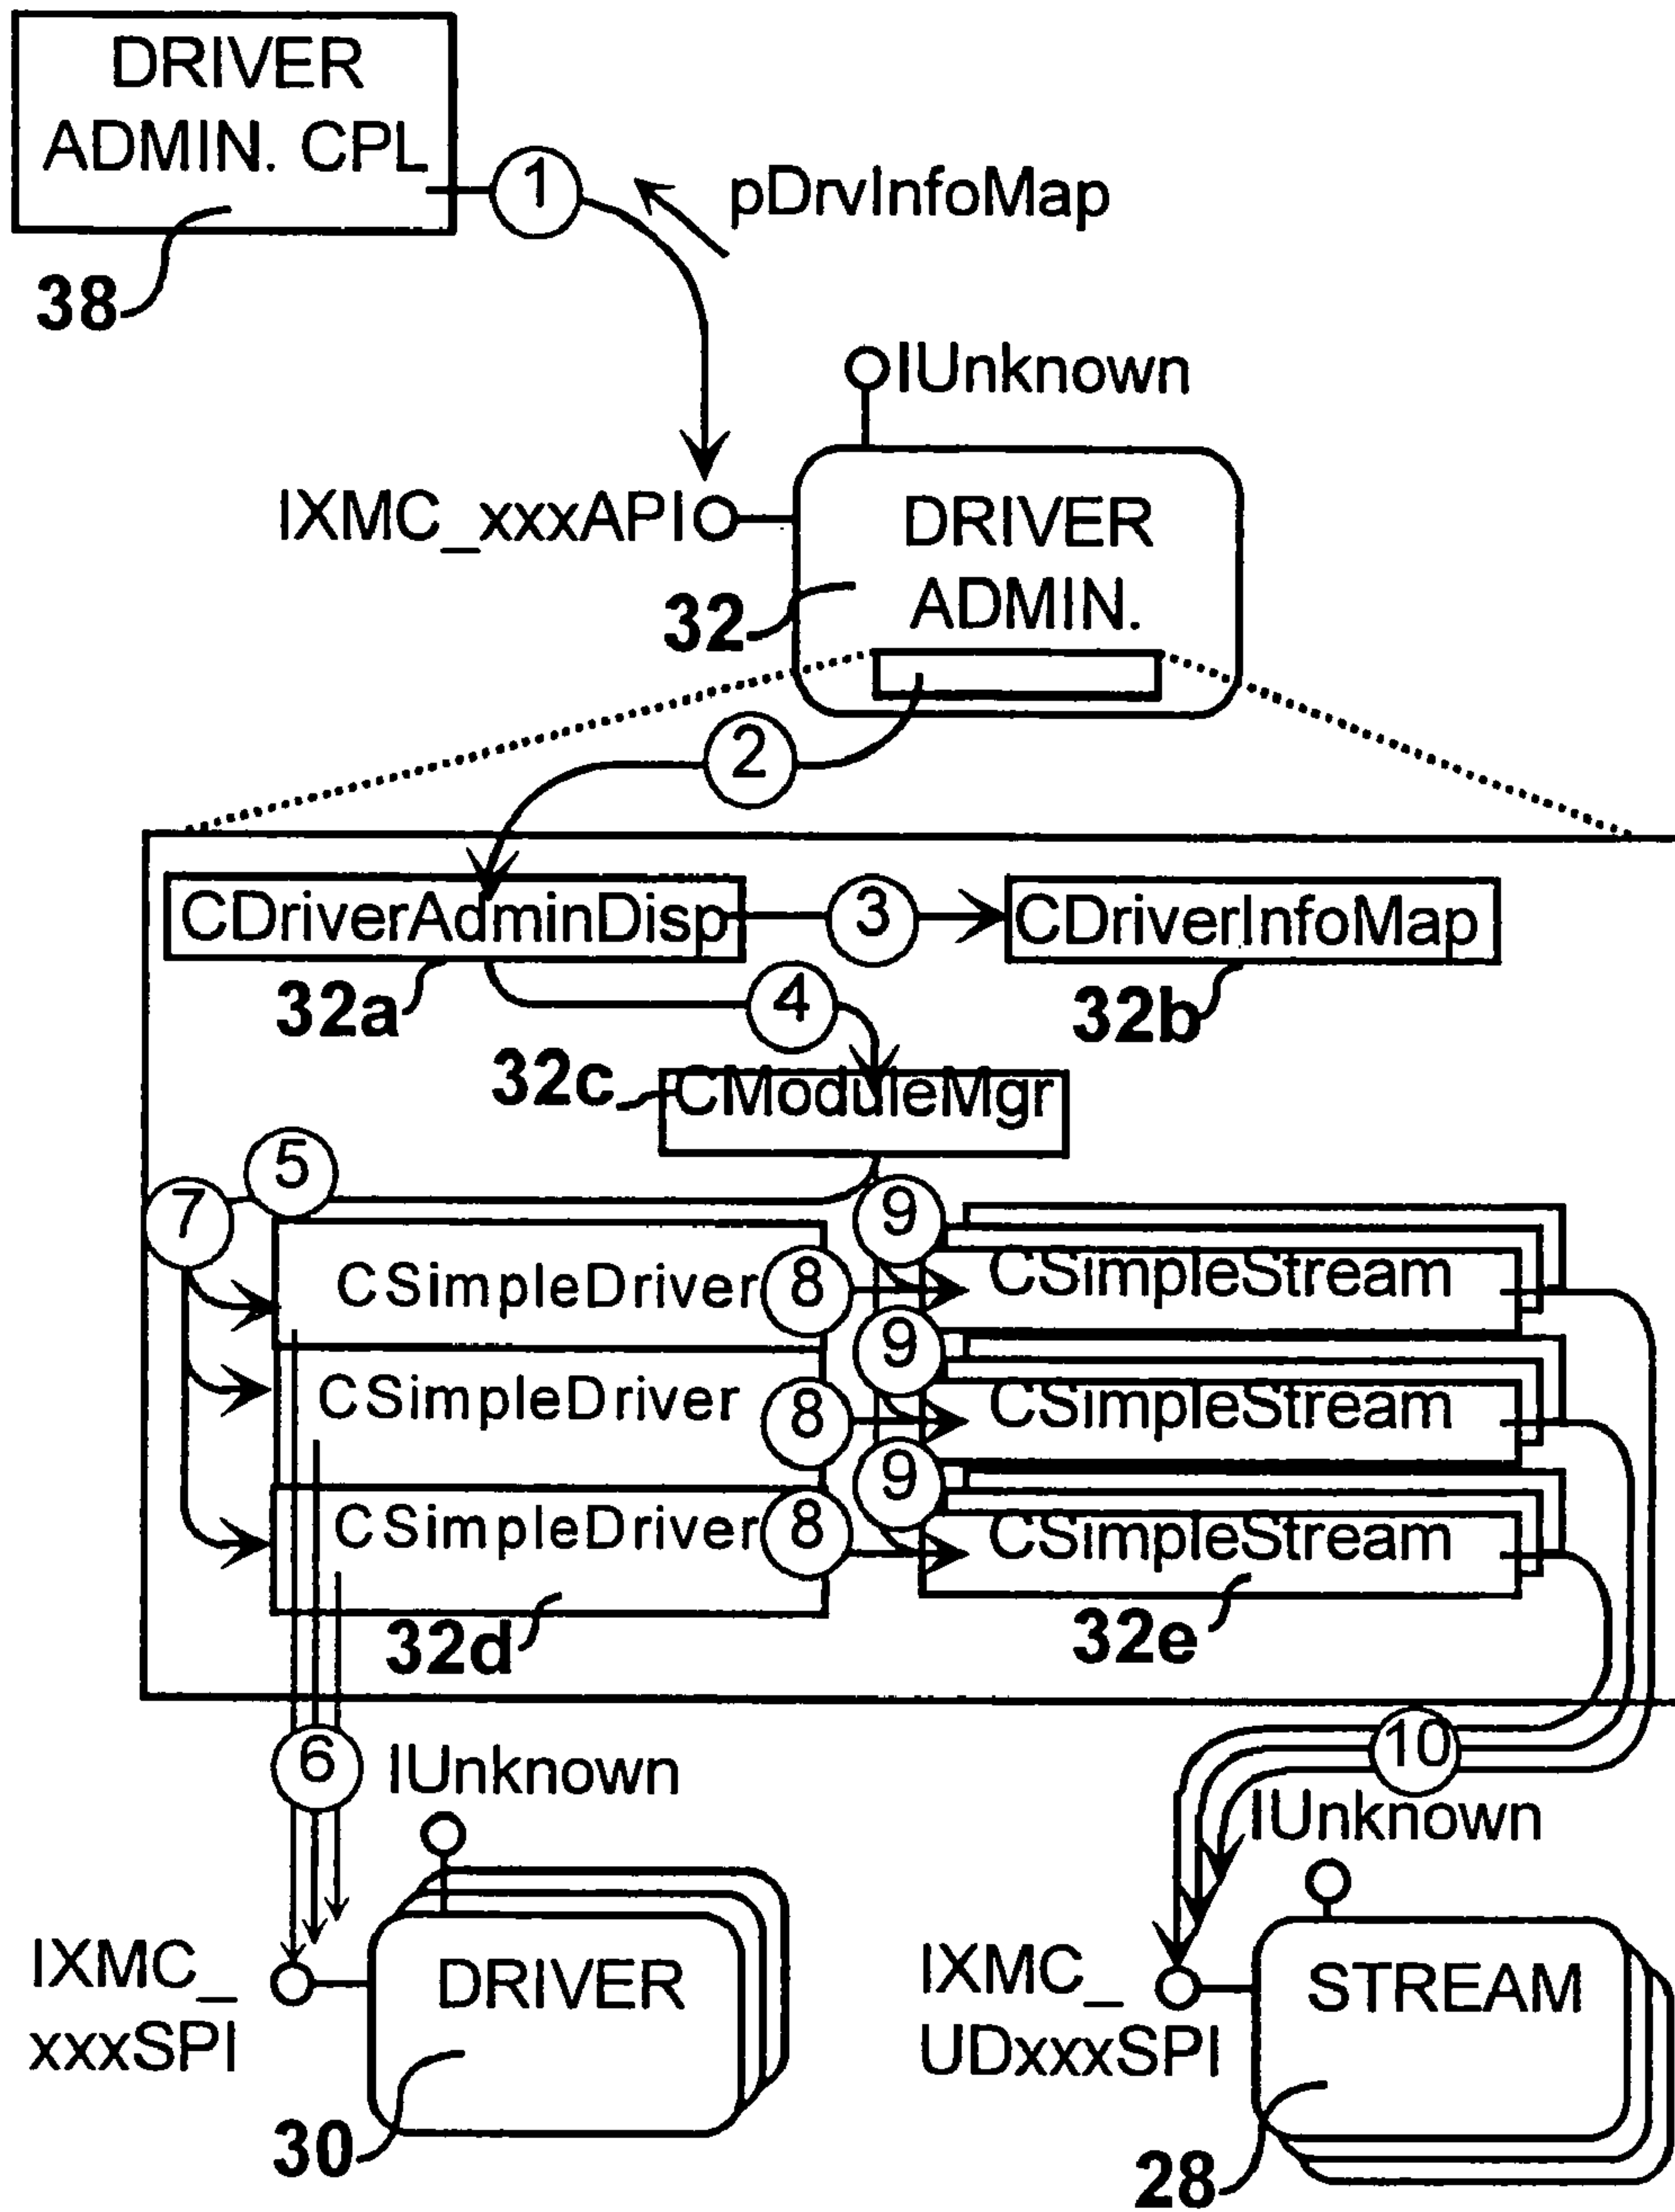 DRIVER
ADMIN. CPL
1
pDrvInfoMap
38
IUnknown
IXMC_xxxAPI
DRIVER
ADMIN.
32
2
CDriverAdminDisp
3
CDriverInfoMap
32a
4
32b
32c
CModuleMgr
5
7
9
CSimpleDriver
8
CSimpleStream
9
CSimpleDriver
8
CSimpleStream
9
CSimpleDriver
8
CSimpleStream
32d
32e
6
IUnknown
10
IUnknown
IXMC_
xxxSPI
DRIVER
IXMC_
UDxxxSPI
STREAM
30
28